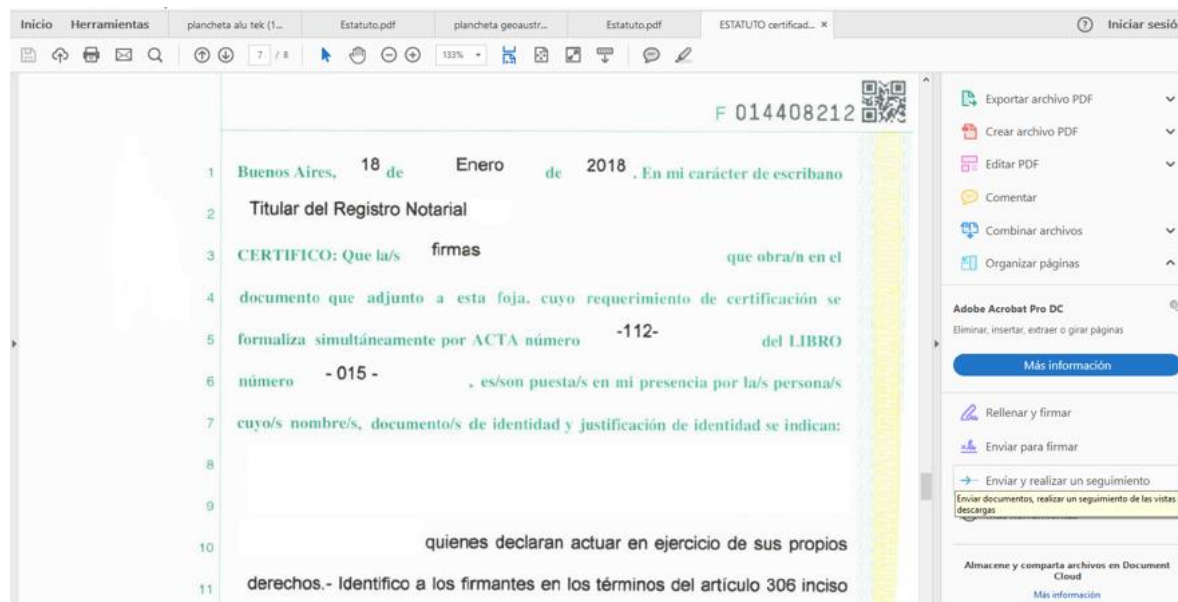 Inicio Herramientas plancheta alu tek (1... Estatuto.pdf plancheta geoaustr... Estatuto.pdf ESTATUTO certificad... × Iniciar sesió
7 / 8 133%
F 014408212
1 Buenos Aires, 18 de Enero de 2018 . En mi carácter de escribano
2 Titular del Registro Notarial
3 CERTIFICO: Que la/s firmas que obra/n en el
4 documento que adjunto a esta foja, cuyo requerimiento de certificación se
5 formaliza simultáneamente por ACTA número -112- del LIBRO
6 número - 015 - , es/son puesta/s en mi presencia por la/s persona/s
7 cuyo/s nombre/s, documento/s de identidad y justificación de identidad se indican:
8
9
10 quienes declaran actuar en ejercicio de sus propios
11 derechos.- Identifico a los firmantes en los términos del artículo 306 inciso
Exportar archivo PDF
Crear archivo PDF
Editar PDF
Comentar
Combinar archivos
Organizar páginas
Adobe Acrobat Pro DC
Eliminar, insertar, extraer o girar páginas
Más información
Rellenar y firmar
Enviar para firmar
Enviar y realizar un seguimiento
Enviar documentos, realizar un seguimiento de las vistas
descargas
Almacene y comparta archivos en Document
Cloud
Más información